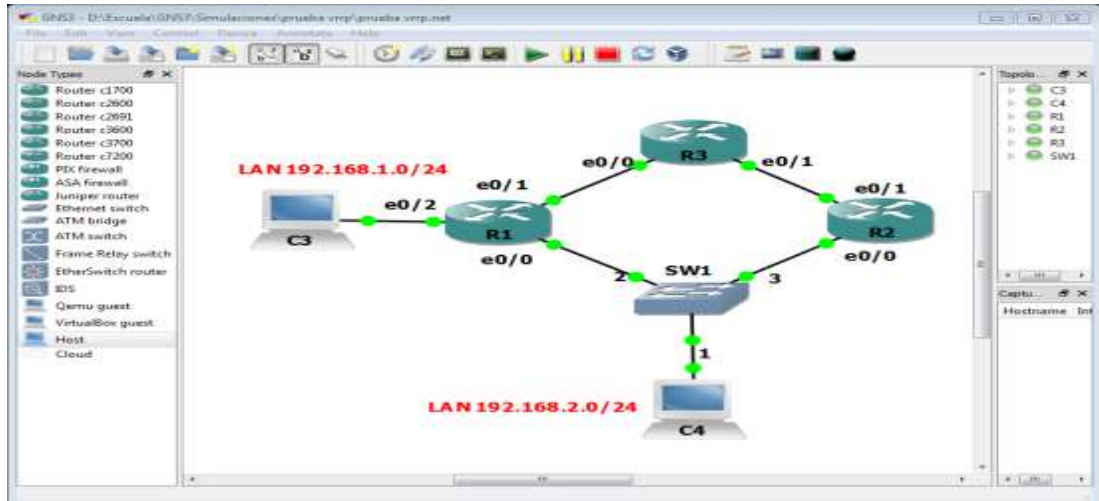 GNS3 - D:\Escuela\GNS3\Simulaciones\prueba vrrp\prueba vrrp.net
File Edit View Control Device Annotate Help
Node Types
Router c1700
Router c2600
Router c2691
Router c3600
Router c3700
Router c7200
PIX firewall
ASA firewall
Juniper router
Ethernet switch
ATM bridge
ATM switch
Frame Relay switch
EtherSwitch router
IDS
Qemu guest
VirtualBox guest
Host
Cloud
R3
e0/0
e0/1
LAN 192.168.1.0/24
e0/1
e0/1
e0/2
C3
R1
R2
e0/0
e0/0
SW1
2
3
1
LAN 192.168.2.0/24
C4
Topolo...
C3
C4
R1
R2
R3
SW1
Captu...
Hostname Int